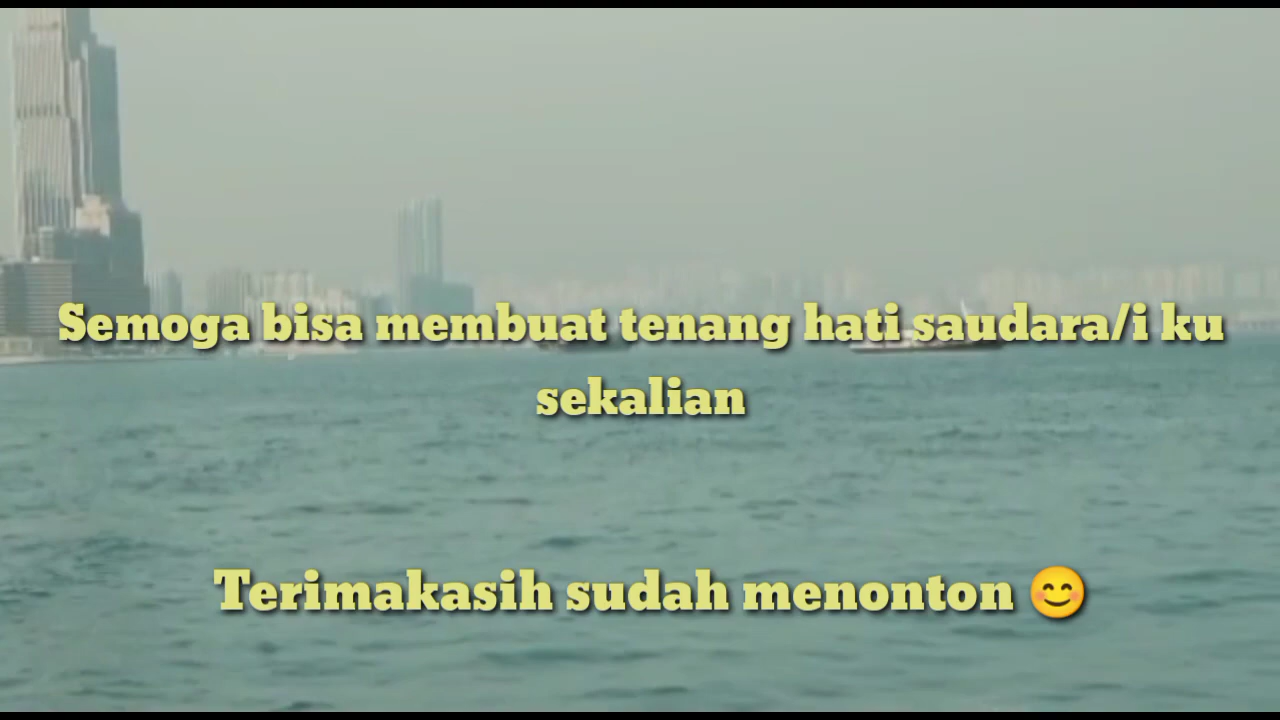 Semoga bisa membuat tenang hati saudara/i ku
sekalian
Terimakasih sudah menonton 😊